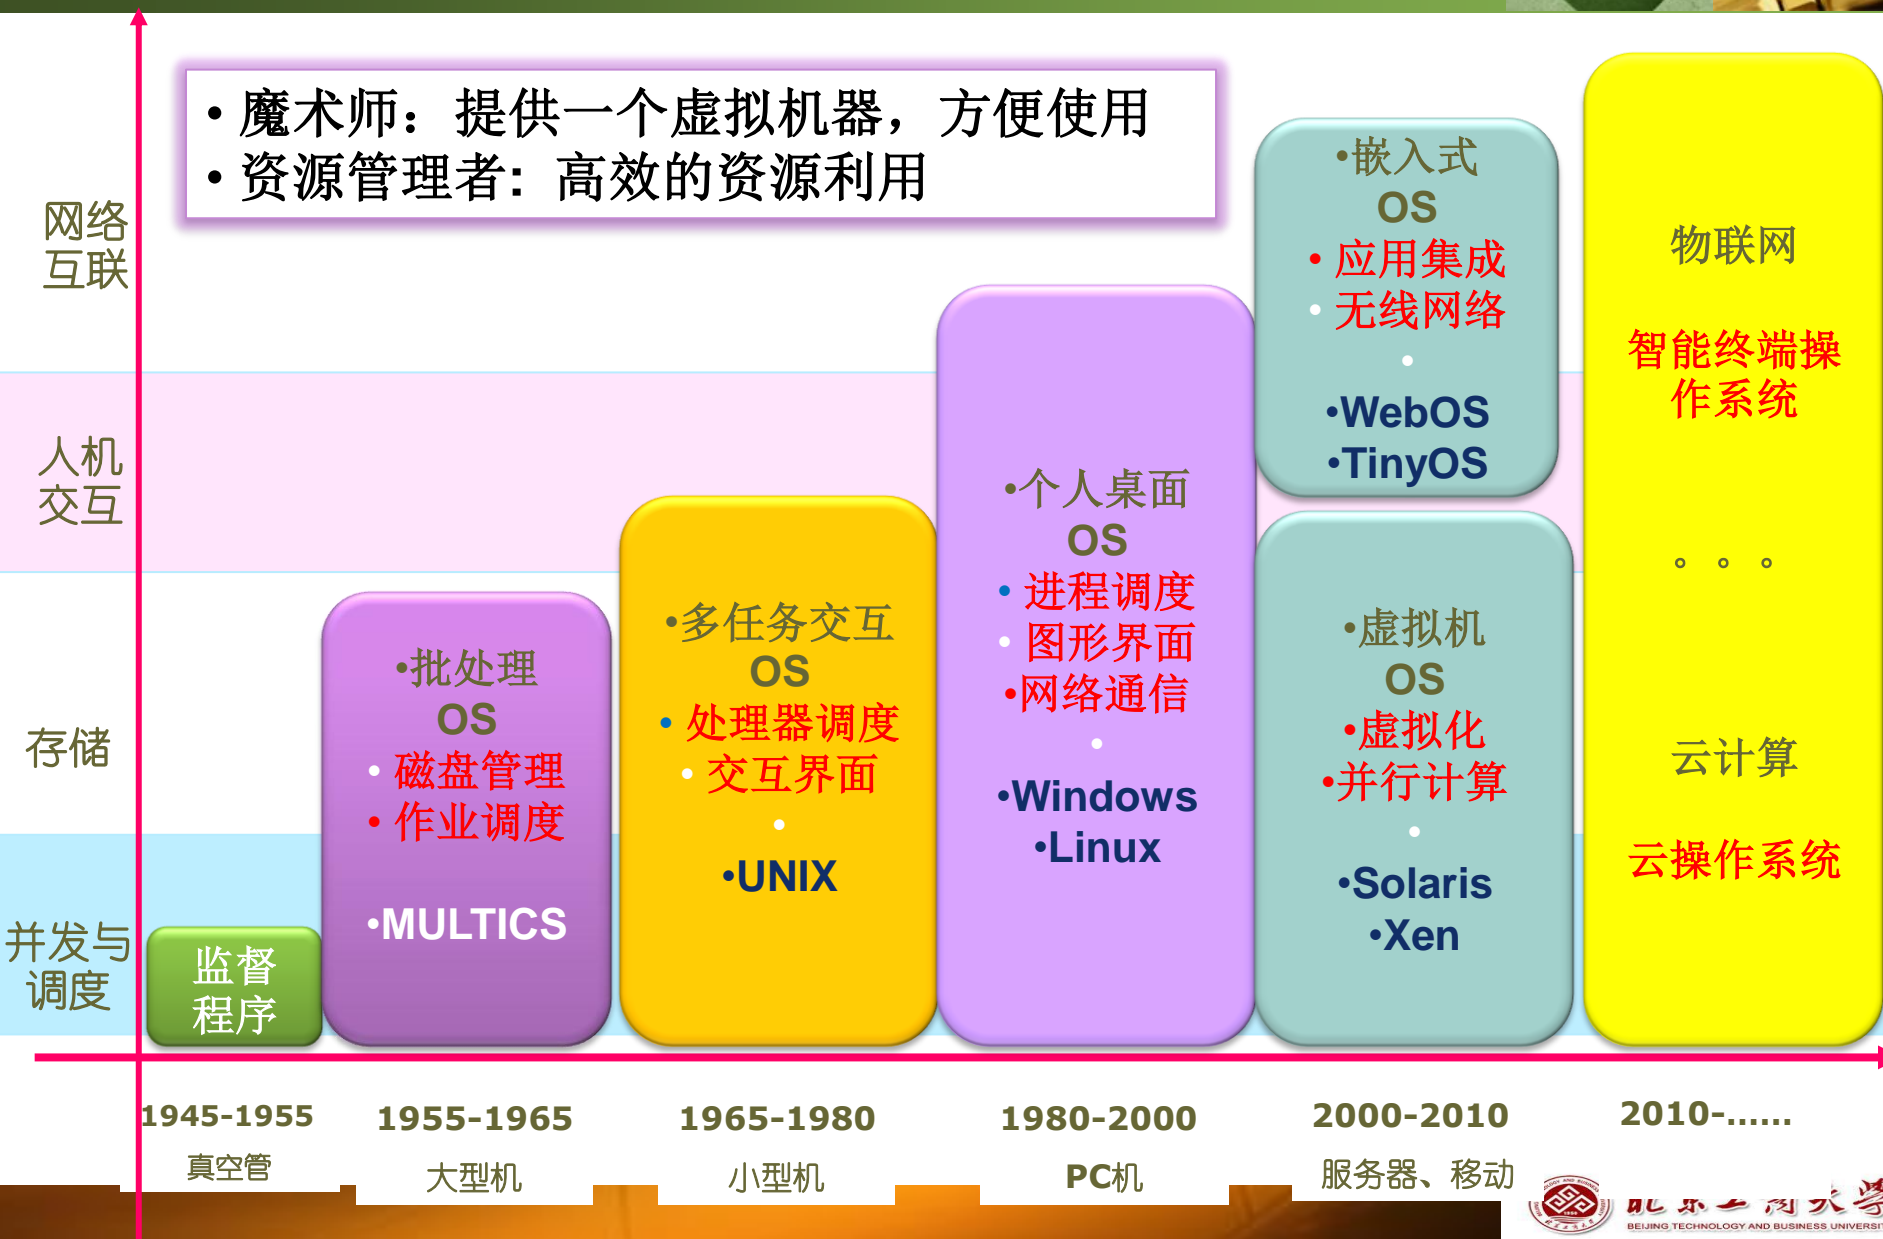 • 魔术师：提供一个虚拟机器，方便使用
• 资源管理者：高效的资源利用
网络
互联
人机
交互
存储
并发与
调度
监督
程序
•批处理
OS
• 磁盘管理
• 作业调度
•MULTICS
•多任务交互
OS
• 处理器调度
• 交互界面
•
•UNIX
•个人桌面
OS
• 进程调度
• 图形界面
•网络通信
•
•Windows
•Linux
•嵌入式
OS
• 应用集成
• 无线网络
•
•WebOS
•TinyOS
•虚拟机
OS
•虚拟化
•并行计算
•
•Solaris
•Xen
物联网
智能终端操
作系统
。。。
云计算
云操作系统
1945-1955
真空管
1955-1965
大型机
1965-1980
小型机
1980-2000
PC机
2000-2010
服务器、移动
2010-……
北京工商大学
BEIJING TECHNOLOGY AND BUSINESS UNIVERSI